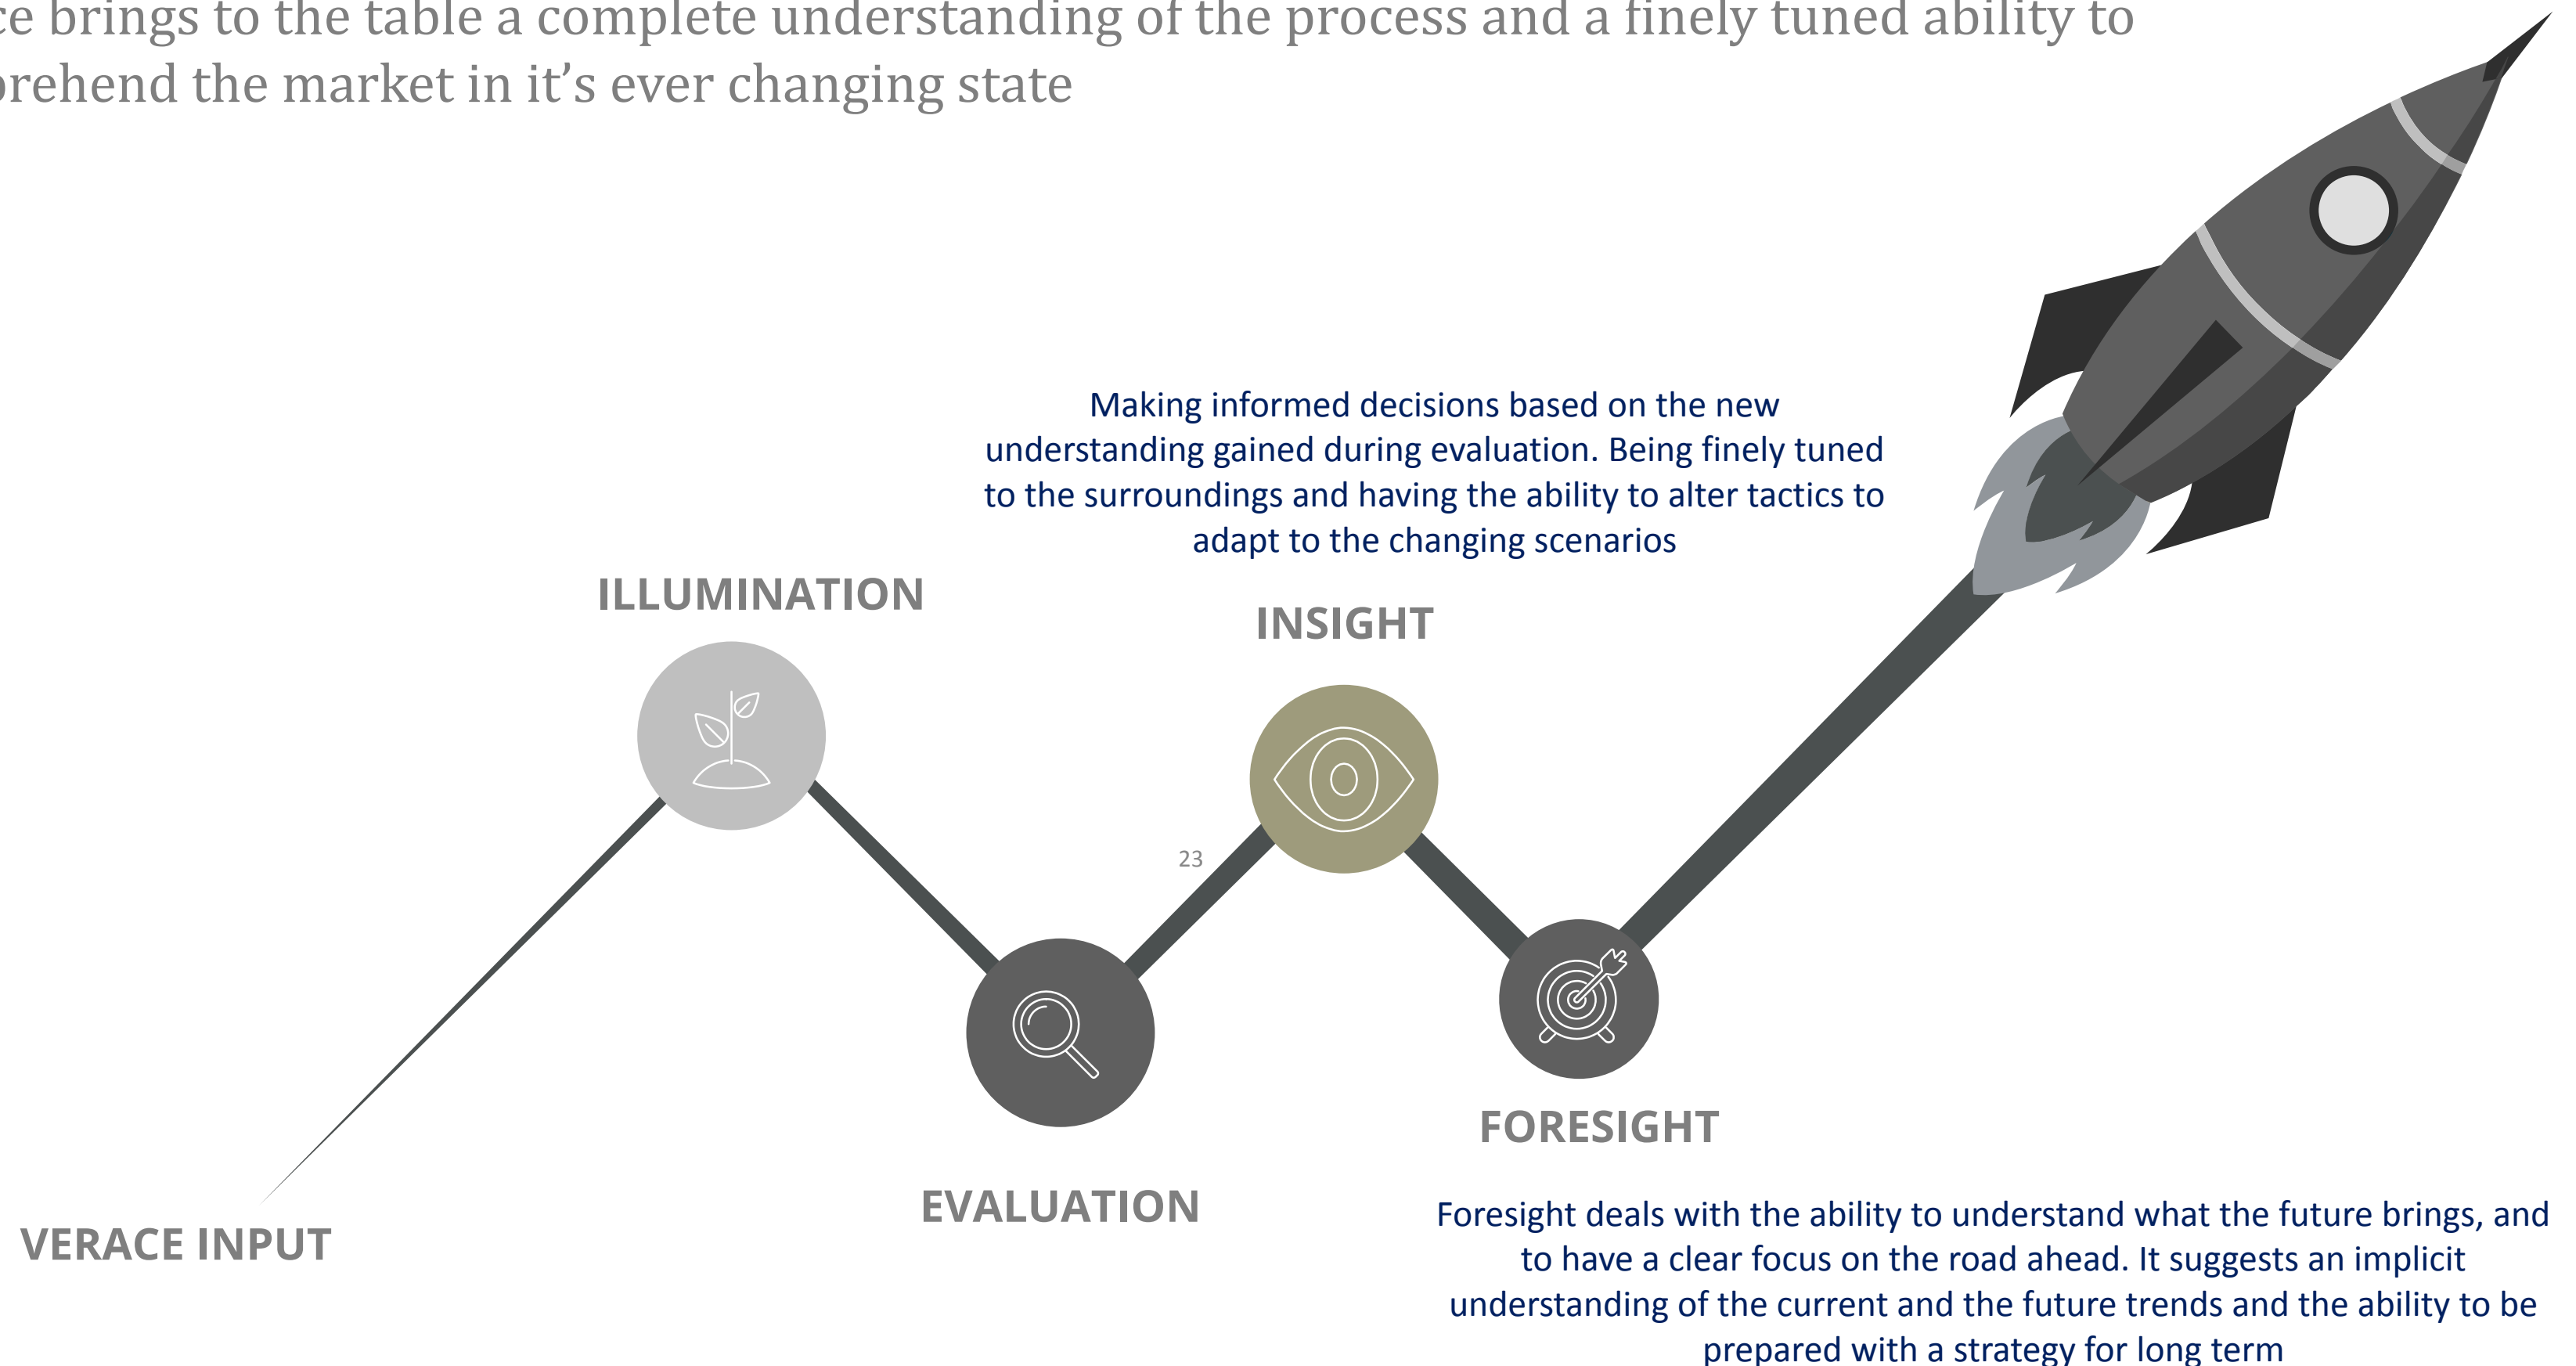 ce brings to the table a complete understanding of the process and a finely tuned ability to
prehend the market in it’s ever changing state
Making informed decisions based on the new
understanding gained during evaluation. Being finely tuned
to the surroundings and having the ability to alter tactics to
adapt to the changing scenarios
ILLUMINATION
INSIGHT
23
FORESIGHT
EVALUATION
VERACE INPUT
Foresight deals with the ability to understand what the future brings, and
to have a clear focus on the road ahead. It suggests an implicit
understanding of the current and the future trends and the ability to be
prepared with a strategy for long term